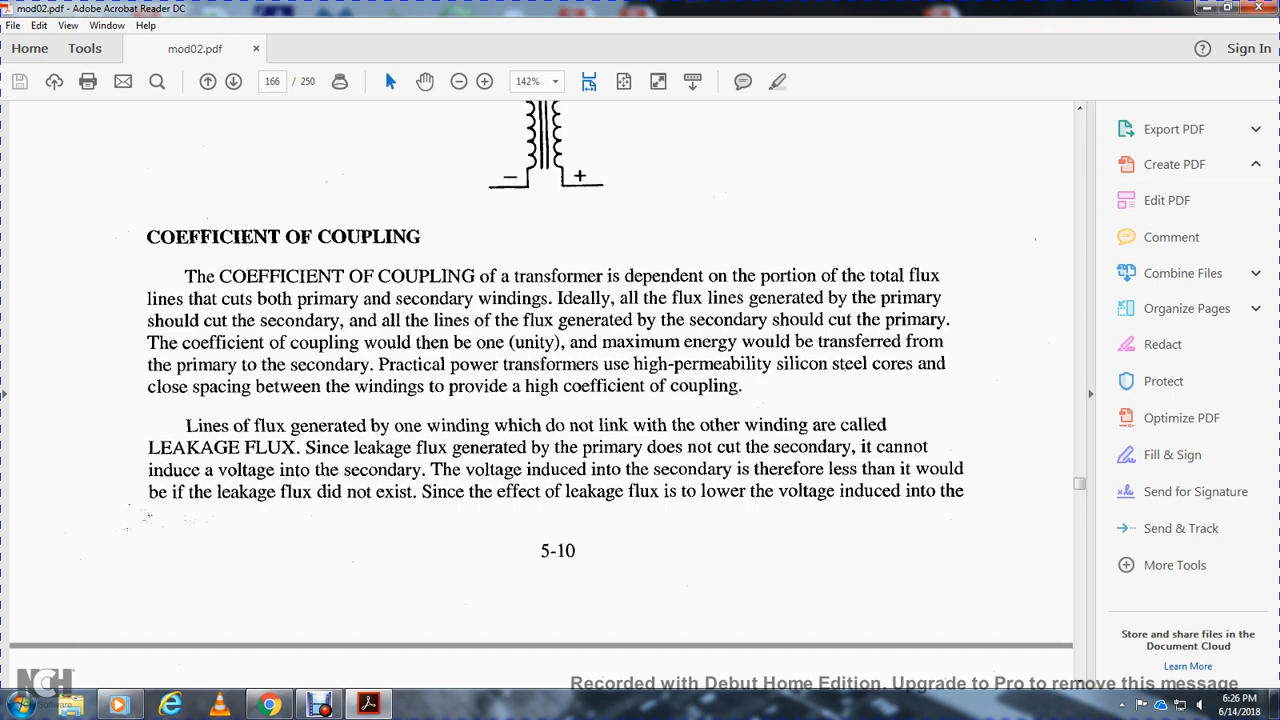 mod02.pdf - Adobe Acrobat Reader DC
File Edit View Window Help
Home Tools mod02.pdf × ? Sign In
166 / 250 142%
− +
COEFFICIENT OF COUPLING
The COEFFICIENT OF COUPLING of a transformer is dependent on the portion of the total flux
lines that cuts both primary and secondary windings. Ideally, all the flux lines generated by the primary
should cut the secondary, and all the lines of the flux generated by the secondary should cut the primary.
The coefficient of coupling would then be one (unity), and maximum energy would be transferred from
the primary to the secondary. Practical power transformers use high-permeability silicon steel cores and
close spacing between the windings to provide a high coefficient of coupling.
Lines of flux generated by one winding which do not link with the other winding are called
LEAKAGE FLUX. Since leakage flux generated by the primary does not cut the secondary, it cannot
induce a voltage into the secondary. The voltage induced into the secondary is therefore less than it would
be if the leakage flux did not exist. Since the effect of leakage flux is to lower the voltage induced into the
5-10
Export PDF
Create PDF
Edit PDF
Comment
Combine Files
Organize Pages
Redact
Protect
Optimize PDF
Fill & Sign
Send for Signature
Send & Track
More Tools
Store and share files in the
Document Cloud
Learn More
NCH
Software
Recorded with Debut Home Edition. Upgrade to Pro to remove this message
6:26 PM
6/14/2018